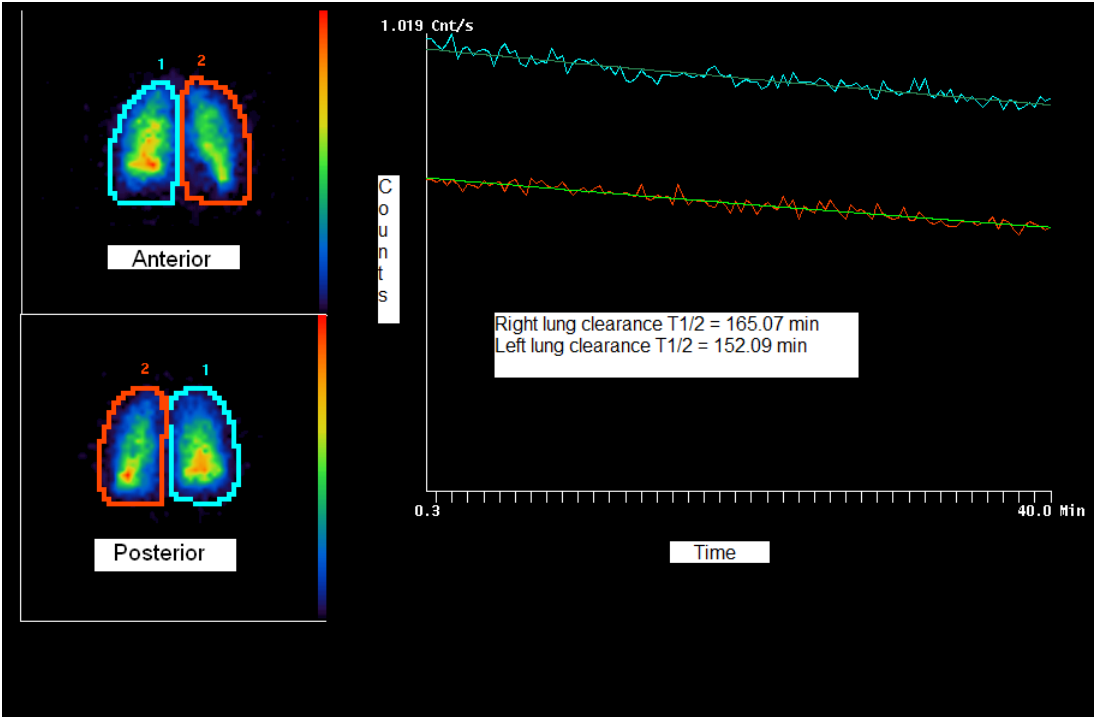 1 2
Anterior
2 1
Posterior
1.019 Cnt/s
Counts
Right lung clearance T1/2 = 165.07 min
Left lung clearance T1/2 = 152.09 min
0.3
40.0 Min
Time